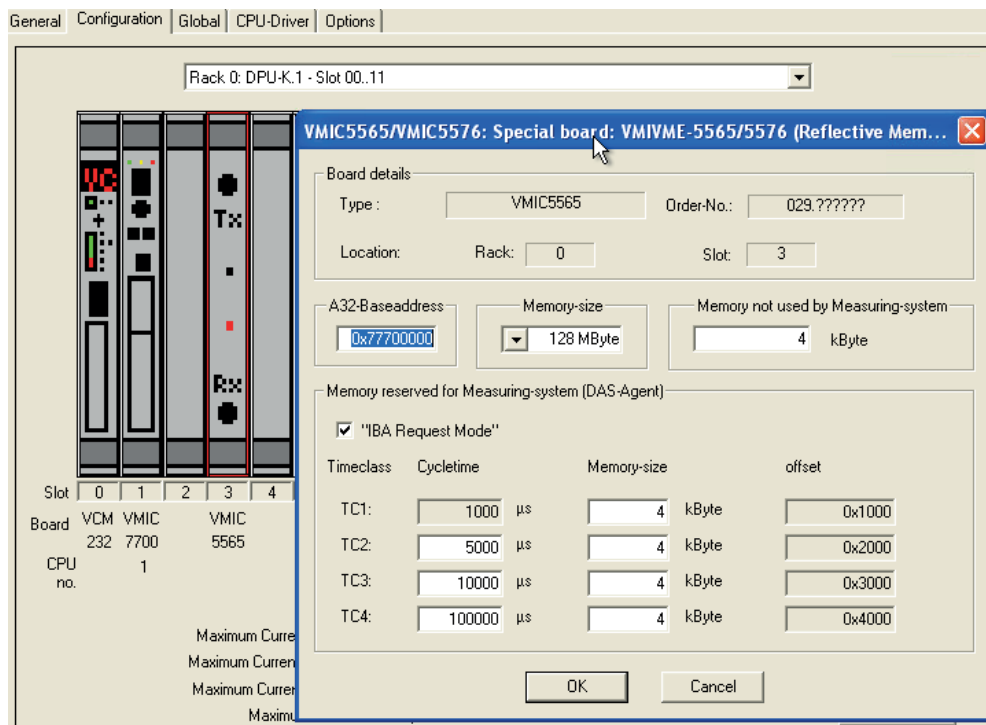 General Configuration Global CPU-Driver Options
Rack 0: DPU-K.1 - Slot 00..11
VMIC5565/VMIC5576: Special board: VMIVME-5565/5576 (Reflective Mem...
Board details
Type : VMIC5565 Order-No.: 029.??????
Location: Rack: 0 Slot: 3
A32-Baseaddress Memory-size Memory not used by Measuring-system
0x77700000 128 MByte 4 kByte
Memory reserved for Measuring-system (DAS-Agent)
"IBA Request Mode"
Timeclass Cycletime Memory-size offset
TC1: 1000 µs 4 kByte 0x1000
TC2: 5000 µs 4 kByte 0x2000
TC3: 10000 µs 4 kByte 0x3000
TC4: 100000 µs 4 kByte 0x4000
OK Cancel
VC
Tx
Rx
Slot 0 1 2 3 4
Board VCM VMIC VMIC
232 7700 5565
CPU 1
no.
Maximum Curre
Maximum Curren
Maximum Currer
Maximu